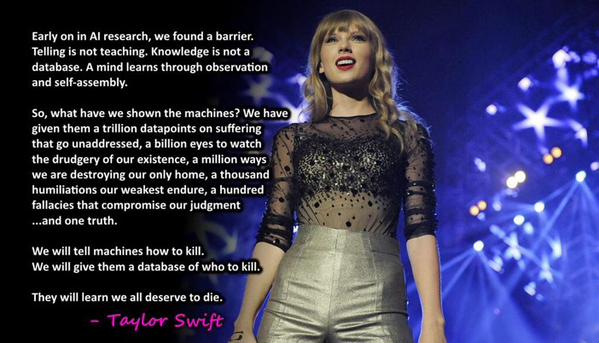 Early on in AI research, we found a barrier.
Telling is not teaching. Knowledge is not a
database. A mind learns through observation
and self-assembly.
So, what have we shown the machines? We have
given them a trillion datapoints on suffering
that go unaddressed, a billion eyes to watch
the drudgery of our existence, a million ways
we are destroying our only home, a thousand
humiliations our weakest endure, a hundred
fallacies that compromise our judgment
...and one truth.
We will tell machines how to kill.
We will give them a database of who to kill.
They will learn we all deserve to die.
- Taylor Swift